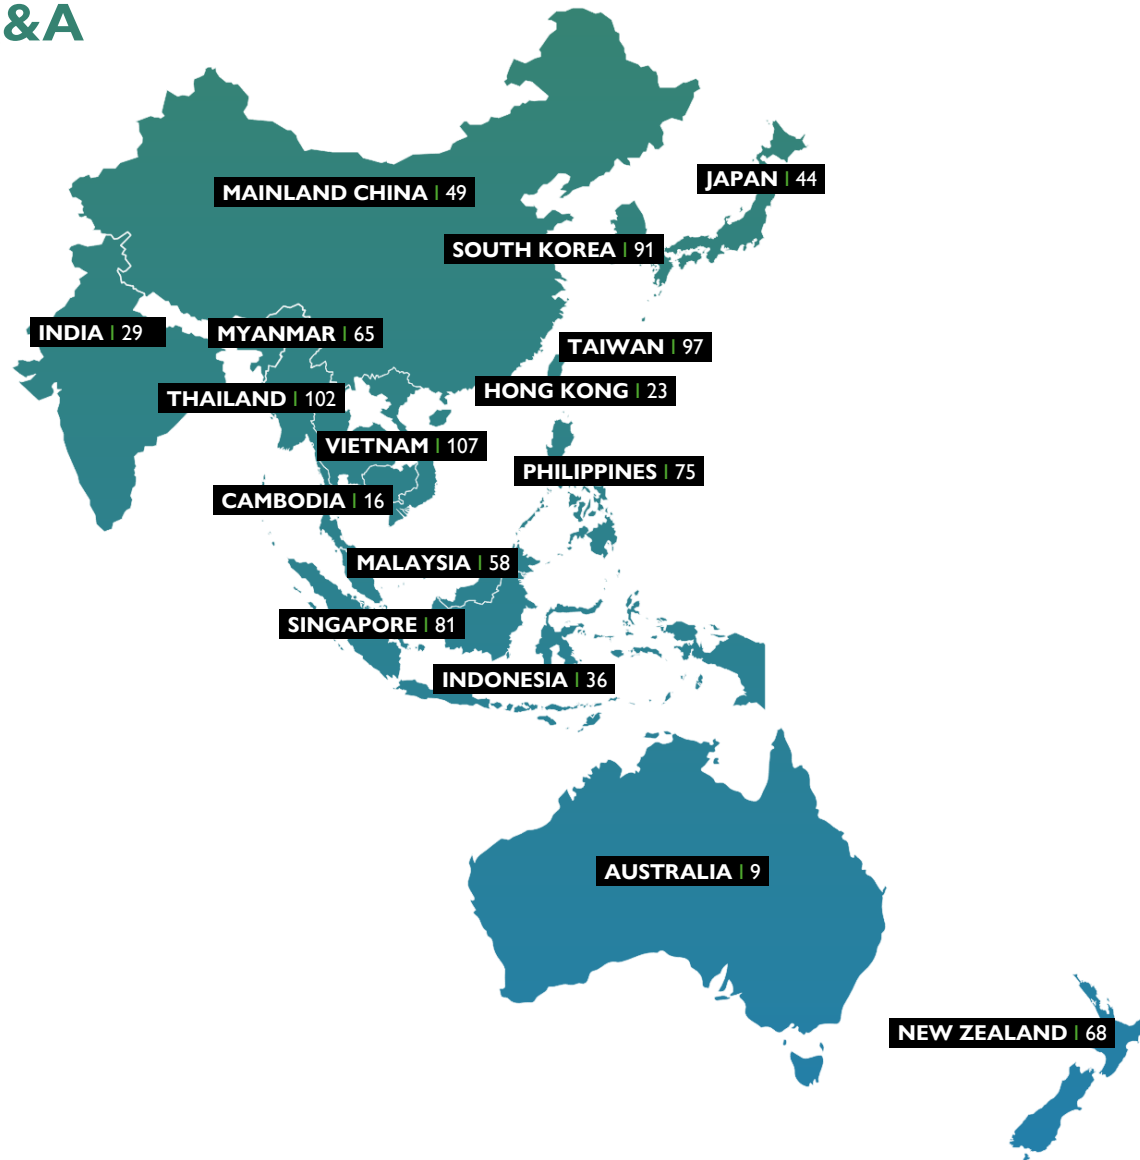 &A
MAINLAND CHINA | 49
JAPAN | 44
SOUTH KOREA | 91
INDIA | 29
MYANMAR | 65
TAIWAN | 97
THAILAND | 102
HONG KONG | 23
VIETNAM | 107
PHILIPPINES | 75
CAMBODIA | 16
MALAYSIA | 58
SINGAPORE | 81
INDONESIA | 36
AUSTRALIA | 9
NEW ZEALAND | 68